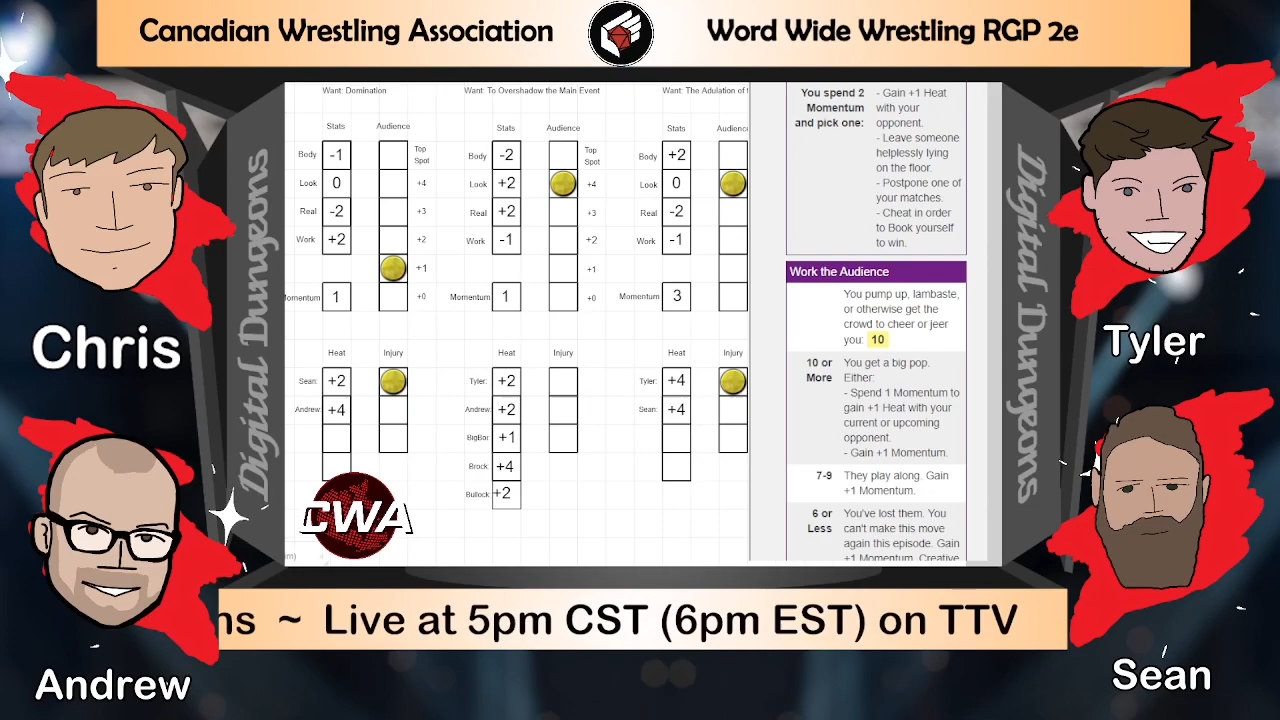 Canadian Wrestling Association
Word Wide Wrestling RGP 2e
Digital Dungeons
Digital Dungeons
Chris
Andrew
Tyler
Sean
Want: Domination
Stats Audience
Body -1 Top Spot
Look 0 +4
Real -2 +3
Work +2 +2
+1
Momentum 1 +0
Heat Injury
Sean: +2
Andrew: +4
Want: To Overshadow the Main Event
Stats Audience
Body -2 Top Spot
Look +2 +4
Real +2 +3
Work -1 +2
+1
Momentum 1 +0
Heat Injury
Tyler: +2
Andrew: +2
BigBor +1
Brock: +4
Bullock: +2
Want: The Adulation of
Stats Audienc
Body +2
Look 0
Real -2
Work -1
Momentum 3
Heat Injury
Tyler: +4
Sean: +4
CWA
You spend 2
Momentum
and pick one:
- Gain +1 Heat
with your
opponent.
- Leave someone
helplessly lying
on the floor.
- Postpone one of
your matches.
- Cheat in order
to Book yourself
to win.
Work the Audience
You pump up, lambaste,
or otherwise get the
crowd to cheer or jeer
you: 10
10 or
More
You get a big pop.
Either:
- Spend 1 Momentum to
gain +1 Heat with your
current or upcoming
opponent.
- Gain +1 Momentum.
7-9
They play along. Gain
+1 Momentum.
6 or
Less
You've lost them. You
can't make this move
again this episode. Gain
+1 Momentum, Creative
ns ~ Live at 5pm CST (6pm EST) on TTV